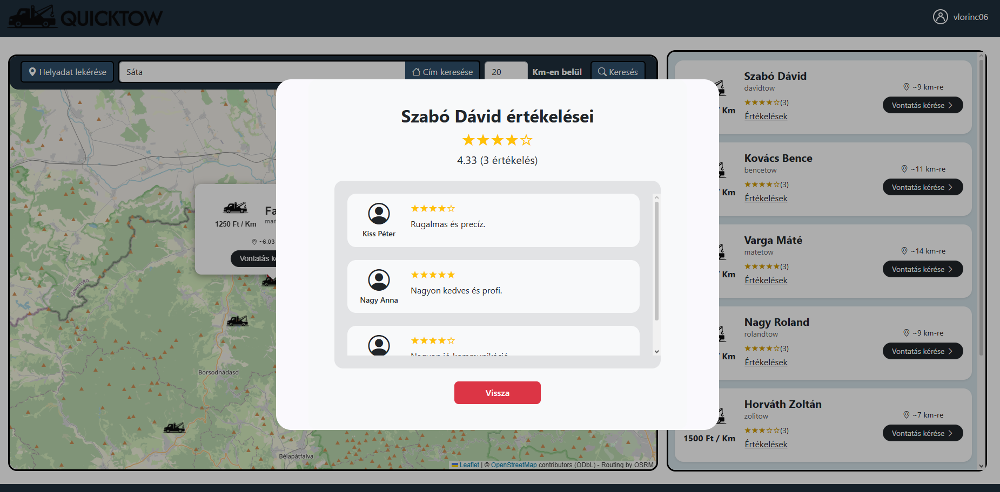 QUICKTOW
vlorinc06
Helyadat lekérése
Sáta
Cím keresése
20
Km-en belül
Keresés
1250 Ft / Km
~6.03
Slovensko
Borsodnádasd
Bélapátfalva
Leaflet | © OpenStreetMap contributors (ODbL) - Routing by OSRM
Szabó Dávid értékelései
★★★★☆
4.33 (3 értékelés)
★★★★☆
Rugalmas és precíz.
Kiss Péter
★★★★★
Nagyon kedves és profi.
Nagy Anna
★★★★☆
Nagyon jó kommunikáció
Vissza
Szabó Dávid
davidtow
★★★★☆(3)
/ Km
Értékelések
~9 km-re
Vontatás kérése
Kovács Bence
bencetow
★★★★☆(3)
/ Km
Értékelések
~11 km-re
Vontatás kérése
Varga Máté
matetow
★★★★★(3)
/ Km
Értékelések
~14 km-re
Vontatás kérése
Nagy Roland
rolandtow
★★★★☆(3)
/ Km
Értékelések
~9 km-re
Vontatás kérése
Horváth Zoltán
zolitow
★★★☆☆(3)
1500 Ft / Km
Értékelések
~7 km-re
Vontatás kérése